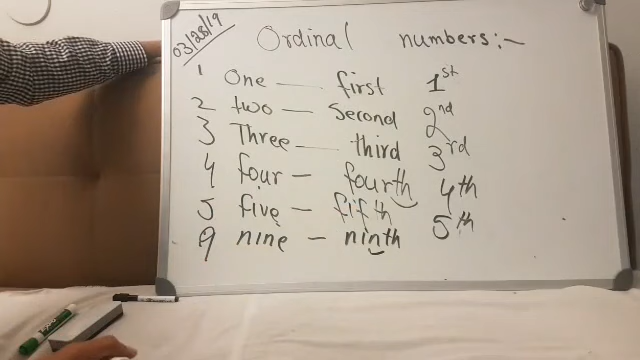 03/28/19
Ordinal numbers:-
1 One — first 1st
2 two — Second 2nd
3 Three — third 3rd
4 four — fourth 4th
5 five — fifth 5th
9 nine — ninth